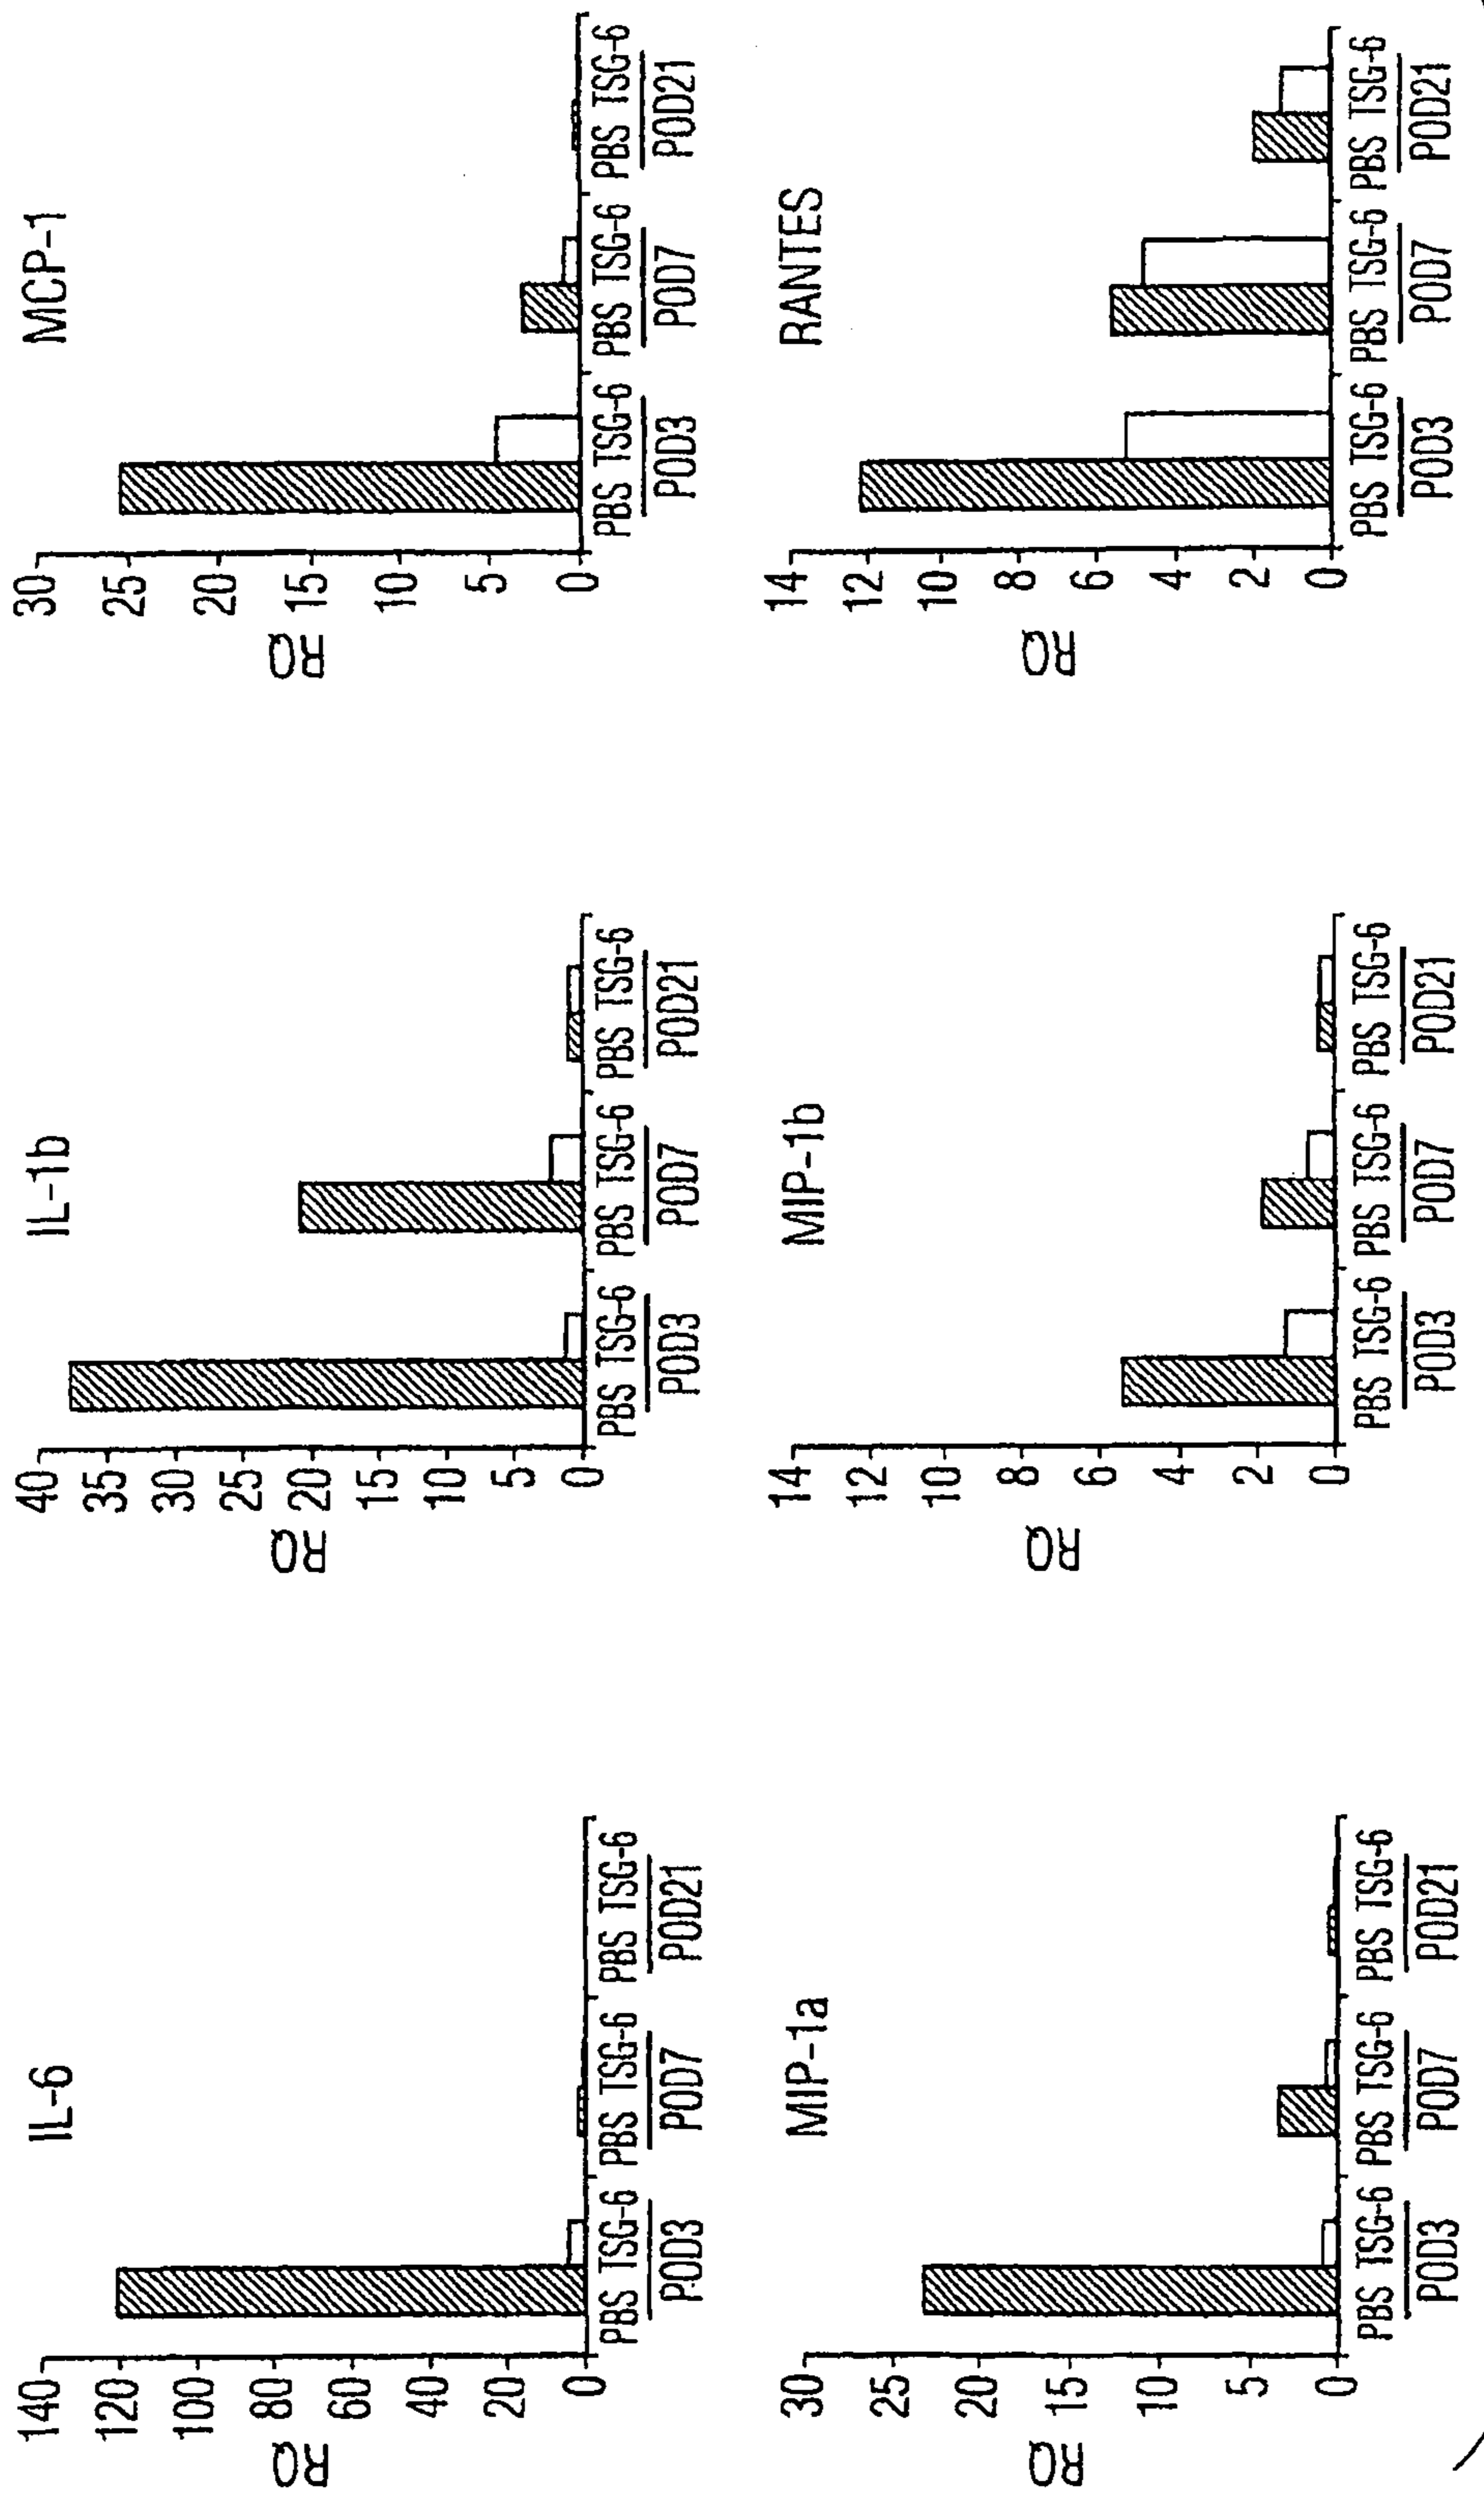 IL-6
RQ
140
120
100
80
60
40
20
0
PBS TSG-6 PBS TSG-6 PBS TSG-6
POD3 POD7 POD21
IL-1b
RQ
40
35
30
25
20
15
10
5
0
PBS TSG-6 PBS TSG-6 PBS TSG-6
POD3 POD7 POD21
MCP-1
RQ
30
25
20
15
10
5
0
PBS TSG-6 PBS TSG-6 PBS TSG-6
POD3 POD7 POD21
MIP-1a
RQ
30
25
20
15
10
5
0
PBS TSG-6 PBS TSG-6 PBS TSG-6
POD3 POD7 POD21
MIP-1b
RQ
14
12
10
8
6
4
2
0
PBS TSG-6 PBS TSG-6 PBS TSG-6
POD3 POD7 POD21
RANTES
RQ
14
12
10
8
6
4
2
0
PBS TSG-6 PBS TSG-6 PBS TSG-6
POD3 POD7 POD21